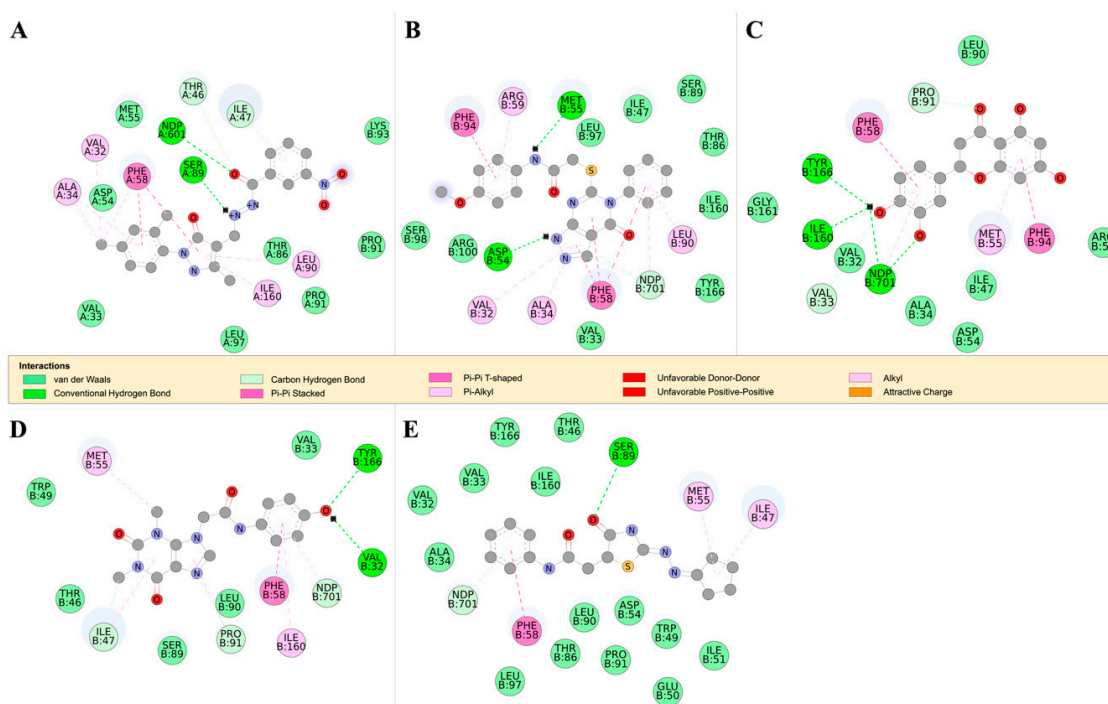 A
THR
A:46
ILE
A:47
MET
A:55
NDP
A:601
LYS
A:93
VAL
A:32
SER
A:89
PHE
A:58
ALA
A:34
ASP
A:54
O
O
N
O
N+
+N
O
N
N
THR
A:86
PRO
B:91
LEU
A:90
ILE
A:160
PRO
A:91
VAL
A:33
LEU
A:97
B
ARG
B:59
MET
B:55
SER
B:89
ILE
B:47
PHE
B:94
LEU
B:97
THR
B:86
N
S
O
O
N
N
N
O
N
ILE
B:160
SER
B:98
ARG
B:100
ASP
B:54
LEU
B:90
NDP
B:701
TYR
B:166
PHE
B:58
VAL
B:32
ALA
B:34
VAL
B:33
C
LEU
B:90
PRO
B:91
PHE
B:58
O
O
O
O
O
O
TYR
B:166
GLY
B:161
ILE
B:160
VAL
B:32
NDP
B:701
MET
B:55
PHE
B:94
VAL
B:33
ILE
B:47
ALA
B:34
ASP
B:54
Interactions
van der Waals
Conventional Hydrogen Bond
Carbon Hydrogen Bond
Pi-Pi Stacked
Pi-Pi T-shaped
Pi-Alkyl
Unfavorable Donor-Donor
Unfavorable Positive-Positive
Alkyl
Attractive Charge
D
MET
B:55
VAL
B:33
TYR
B:166
TRP
B:49
O
O
N
N
N
N
N
O
O
VAL
B:32
THR
B:46
LEU
B:90
PHE
B:58
NDP
B:701
ILE
B:47
SER
B:89
PRO
B:91
ILE
B:160
E
TYR
B:166
THR
B:46
SER
B:89
VAL
B:33
ILE
B:160
MET
B:55
VAL
B:32
ILE
B:47
ALA
B:34
O
O
N
N
N
N
S
NDP
B:701
PHE
B:58
LEU
B:90
ASP
B:54
TRP
B:49
THR
B:86
PRO
B:91
ILE
B:51
LEU
B:97
GLU
B:50